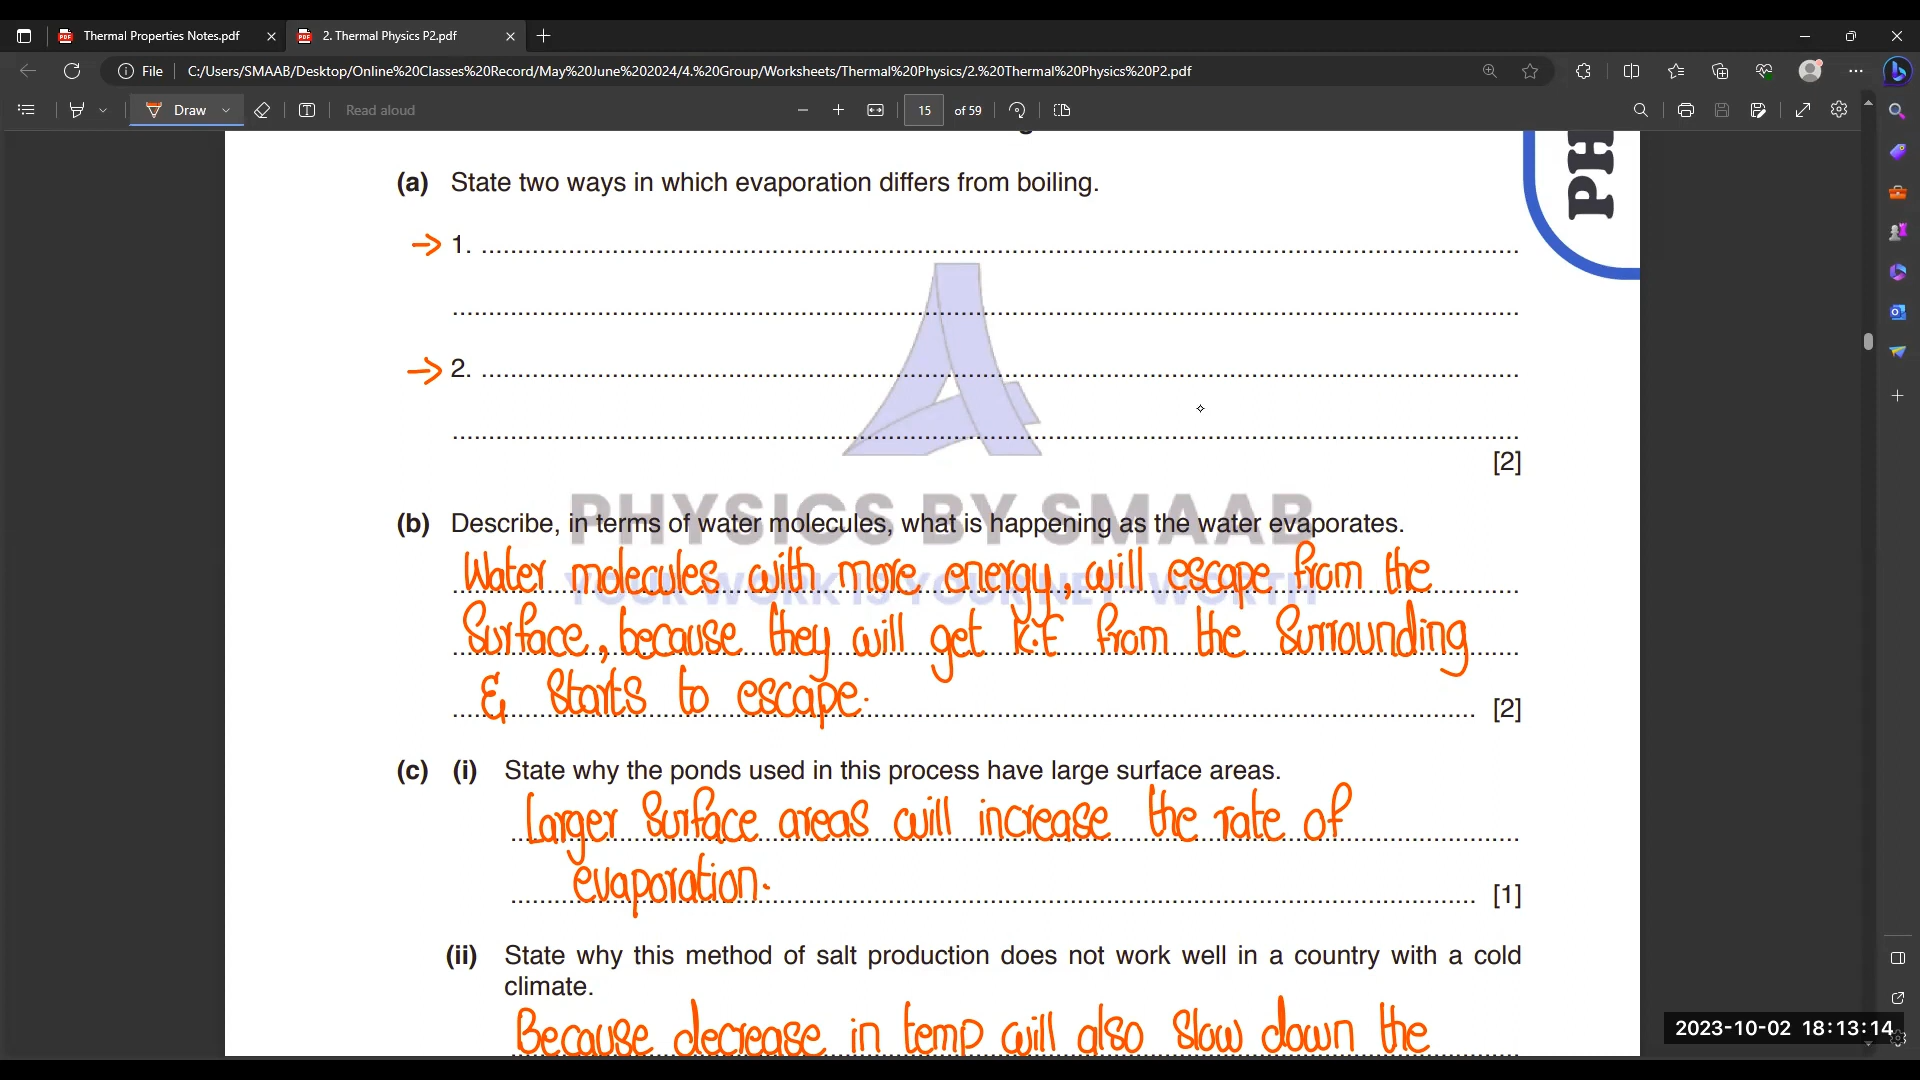 Thermal Properties Notes.pdf
2. Thermal Physics P2.pdf
File
C:/Users/SMAAB/Desktop/Online%20Classes%20Record/May%20June%202024/4.%20Group/Worksheets/Thermal%20Physics/2.%20Thermal%20Physics%20P2.pdf
Draw
Read aloud
15 of 59
PH
(a) State two ways in which evaporation differs from boiling.
→ 1. ........................................
........................................
→ 2. ........................................
........................................
[2]
PHYSICS BY SMAAB
YOUR WORK IS YOUR NET-WORTH
(b) Describe, in terms of water molecules, what is happening as the water evaporates.
Water molecules with more energy, will escape from the
Surface, because they will get K.E from the Surrounding
& Starts to escape.
[2]
(c) (i) State why the ponds used in this process have large surface areas.
Larger Surface areas will increase the rate of
evaporation.
[1]
(ii) State why this method of salt production does not work well in a country with a cold
climate.
Because decrease in temp will also slow down the
2023-10-02 18:13:14